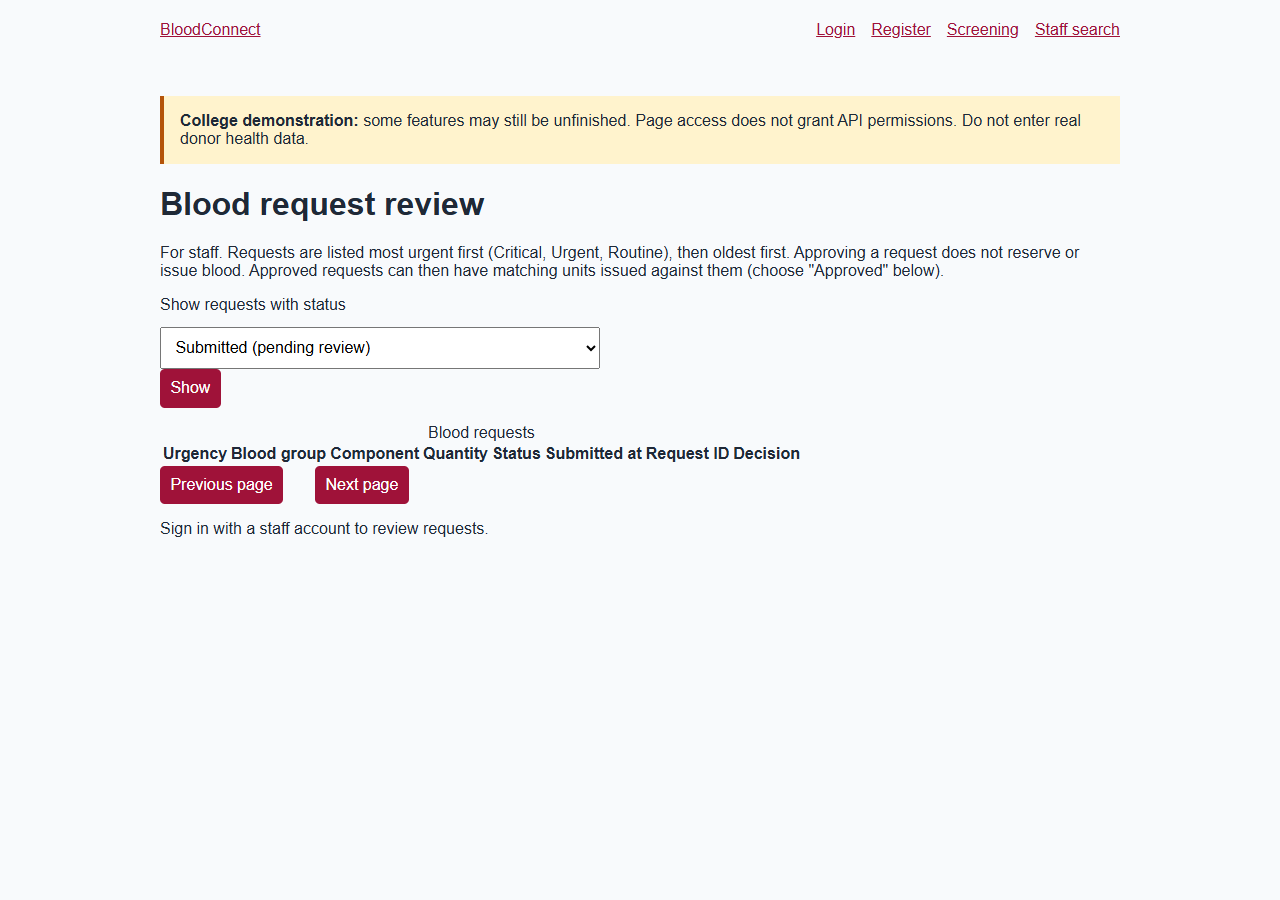 BloodConnect
Login Register Screening Staff search
College demonstration: some features may still be unfinished. Page access does not grant API permissions. Do not enter real
donor health data.
Blood request review
For staff. Requests are listed most urgent first (Critical, Urgent, Routine), then oldest first. Approving a request does not reserve or
issue blood. Approved requests can then have matching units issued against them (choose "Approved" below).
Show requests with status
Submitted (pending review)
Show
Blood requests
Urgency Blood group Component Quantity Status Submitted at Request ID Decision
Previous page Next page
Sign in with a staff account to review requests.